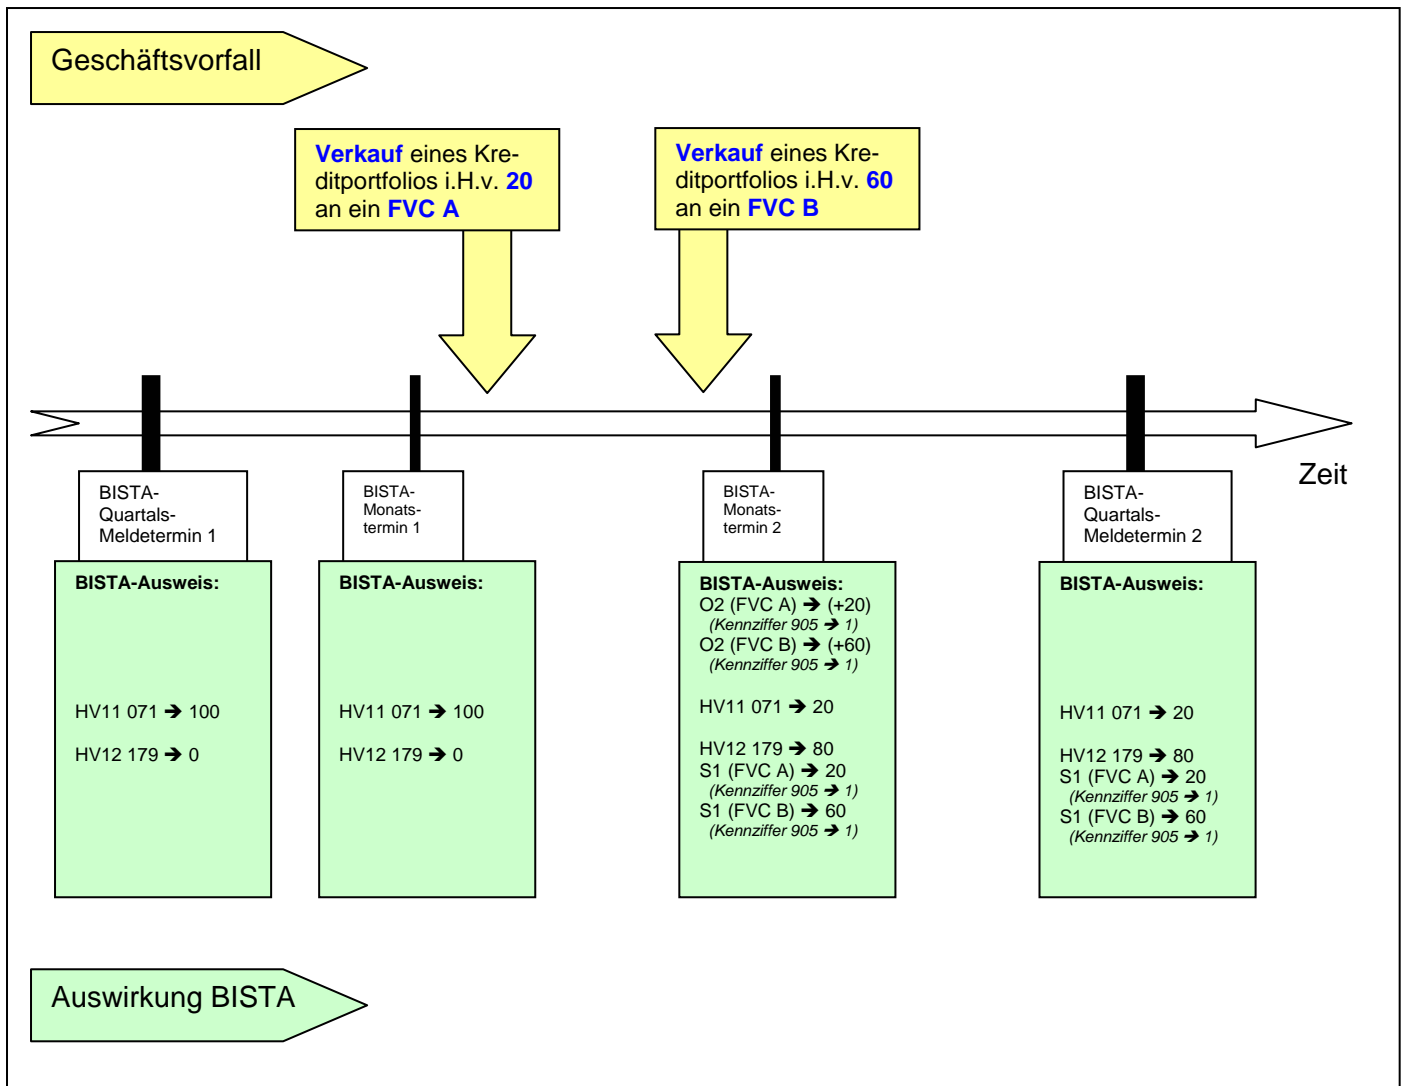 Geschäftsvorfall
Verkauf eines Kre-
ditportfolios i.H.v. 20
an ein FVC A
Verkauf eines Kre-
ditportfolios i.H.v. 60
an ein FVC B
Zeit
BISTA-
Quartals-
Meldetermin 1
BISTA-Ausweis:
HV11 071 ➔ 100
HV12 179 ➔ 0
BISTA-
Monats-
termin 1
BISTA-Ausweis:
HV11 071 ➔ 100
HV12 179 ➔ 0
BISTA-
Monats-
termin 2
BISTA-Ausweis:
O2 (FVC A) ➔ (+20)
(Kennziffer 905 ➔ 1)
O2 (FVC B) ➔ (+60)
(Kennziffer 905 ➔ 1)
HV11 071 ➔ 20
HV12 179 ➔ 80
S1 (FVC A) ➔ 20
(Kennziffer 905 ➔ 1)
S1 (FVC B) ➔ 60
(Kennziffer 905 ➔ 1)
BISTA-
Quartals-
Meldetermin 2
BISTA-Ausweis:
HV11 071 ➔ 20
HV12 179 ➔ 80
S1 (FVC A) ➔ 20
(Kennziffer 905 ➔ 1)
S1 (FVC B) ➔ 60
(Kennziffer 905 ➔ 1)
Auswirkung BISTA